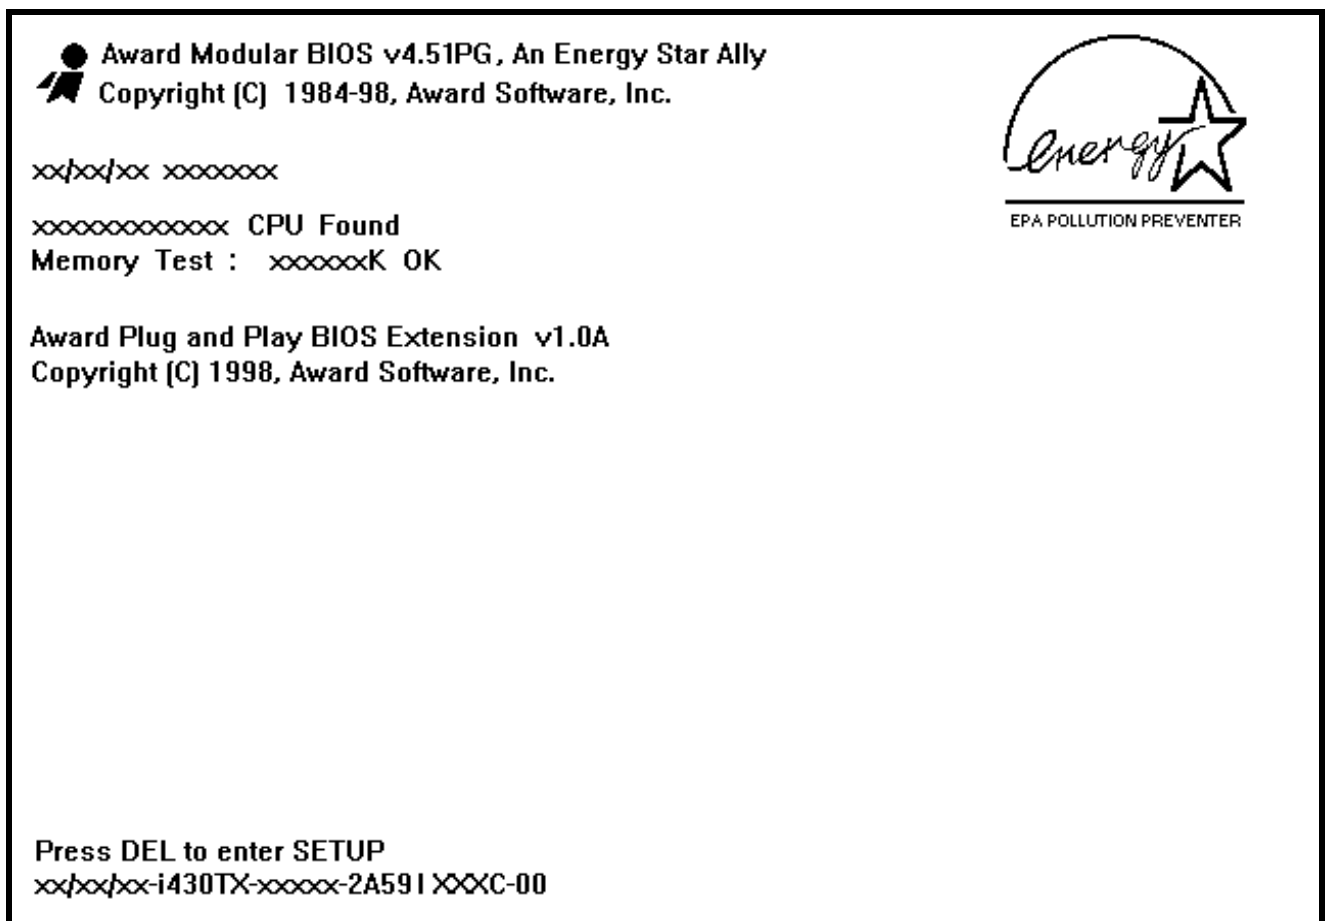 Award Modular BIOS v4.51PG, An Energy Star Ally
Copyright (C) 1984-98, Award Software, Inc.
energy
EPA POLLUTION PREVENTER
xx/xx/xx xxxxxxx
xxxxxxxxxxxx CPU Found
Memory Test : xxxxxxK OK
Award Plug and Play BIOS Extension v1.0A
Copyright (C) 1998, Award Software, Inc.
Press DEL to enter SETUP
xx/xx/xx-i430TX-xxxxx-2A59IXXXC-00